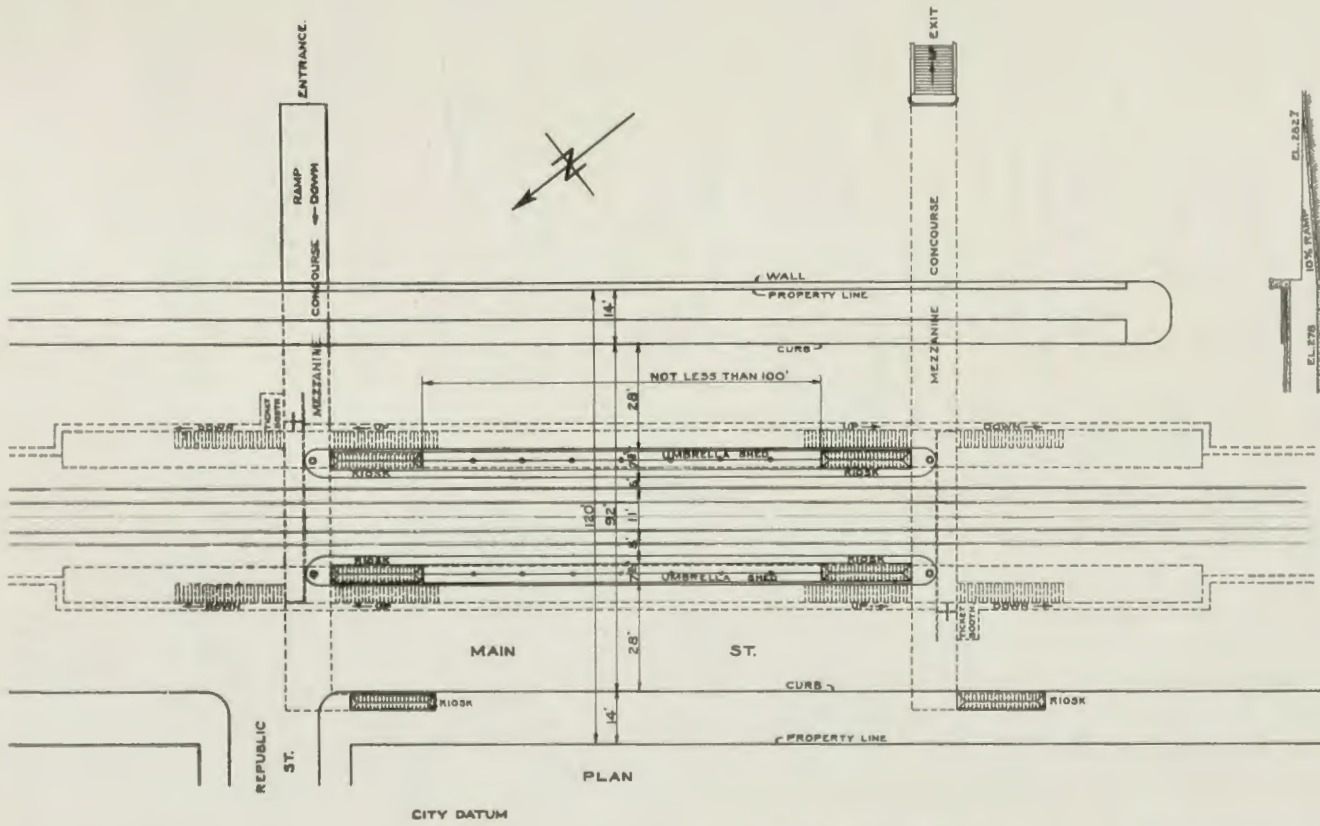 ENTRANCE.
EXIT
RAMP
MEZZANINE CONCOURSE ←DOWN
MEZZANINE CONCOURSE
EL. 282.7
10% RAMP
EL. 278
WALL
PROPERTY LINE
14'
CURB
NOT LESS THAN 100'
28'
TICKET BOOTH
DOWN
UP
UP
DOWN
UMBRELLA SHED
KIOSK
KIOSK
120'
92'
11'
KIOSK
KIOSK
UMBRELLA SHED
DOWN
UP
UP
DOWN
TICKET BOOTH
28'
MAIN ST.
CURB
KIOSK
KIOSK
14'
REPUBLIC ST.
PROPERTY LINE
PLAN
CITY DATUM